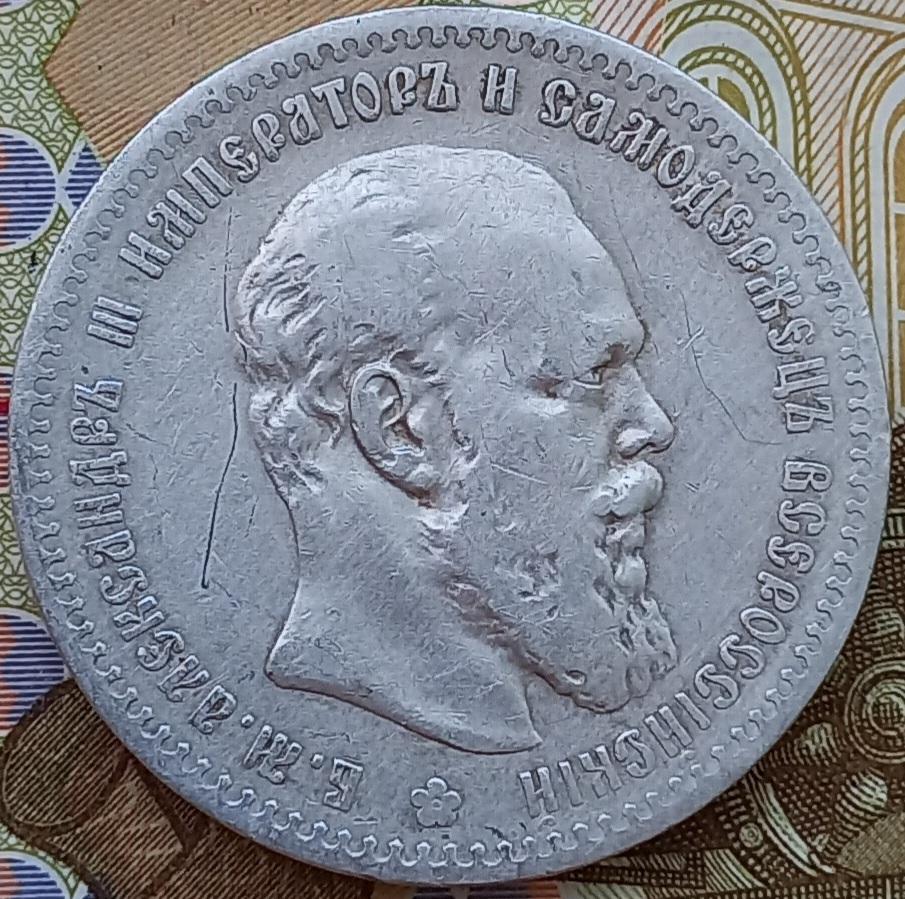 Б. М. АЛЕКСАНДРЪ III ИМПЕРАТОРЪ И САМОДЕРЖЕЦЪ ВСЕРОССІЙСКІЙ